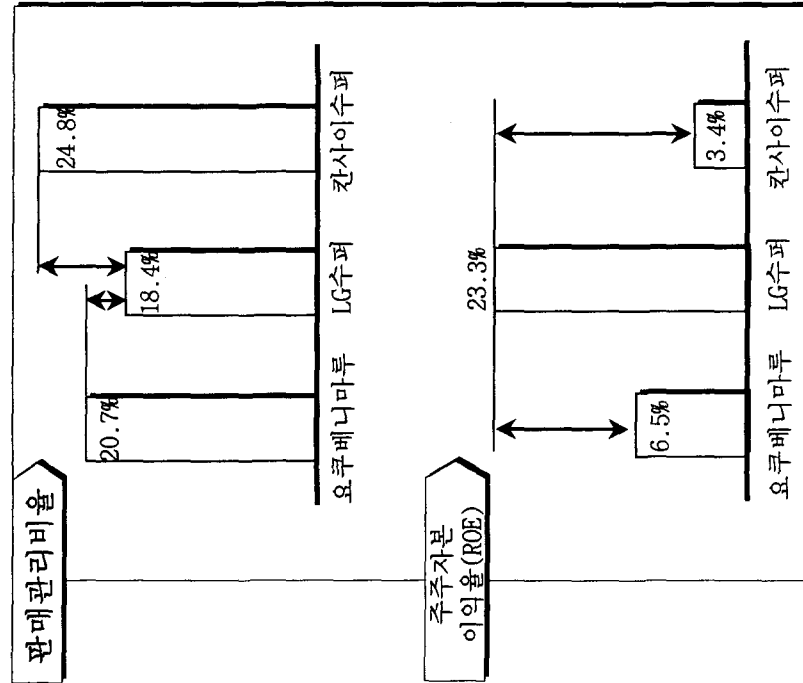 판매관리비율
20.7%
18.4%
24.8%
요쿠베니마루
LG수퍼
칸사이수퍼
주주자본
이익율(ROE)
6.5%
23.3%
3.4%
요쿠베니마루
LG수퍼
칸사이수퍼